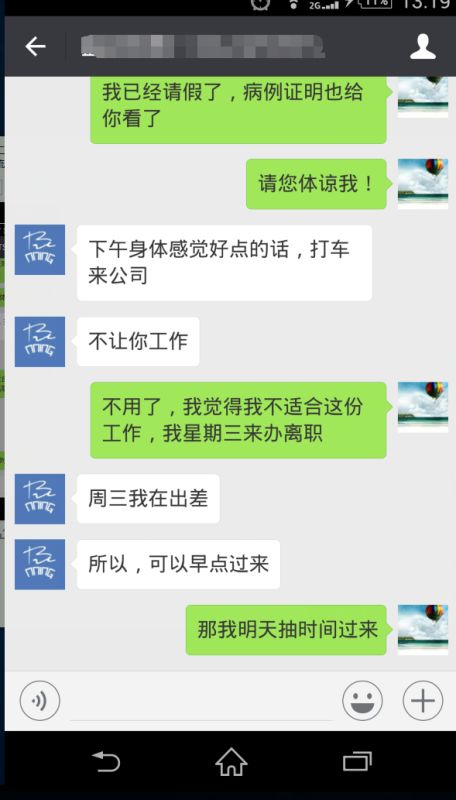 2G
11%
13:19
我已经请假了，病例证明也给
你看了
请您体谅我！
下午身体感觉好点的话，打车
来公司
不让你工作
不用了，我觉得我不适合这份
工作，我星期三来办离职
周三我在出差
所以，可以早点过来
那我明天抽时间过来